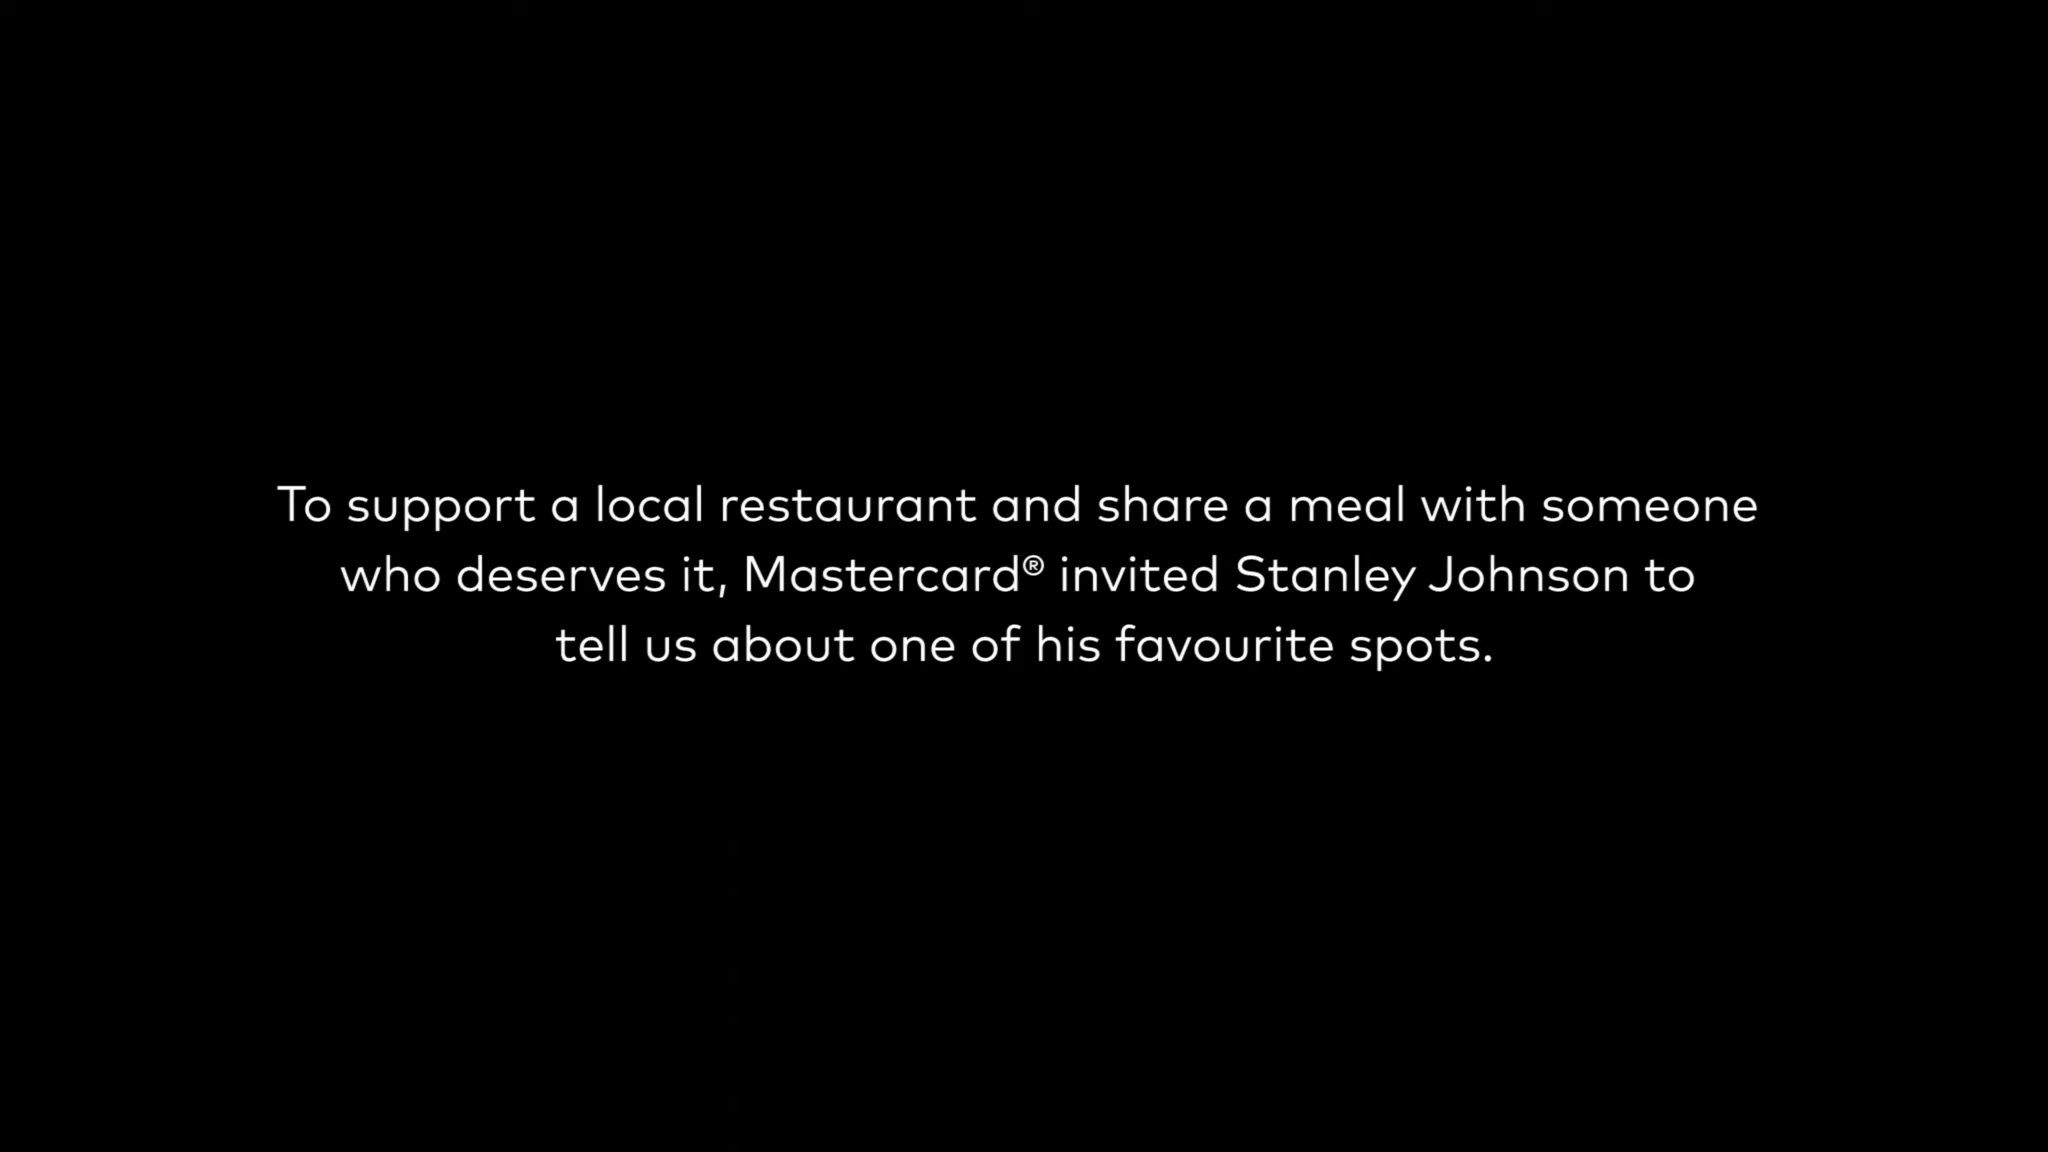 To support a local restaurant and share a meal with someone
who deserves it, Mastercard® invited Stanley Johnson to
tell us about one of his favourite spots.